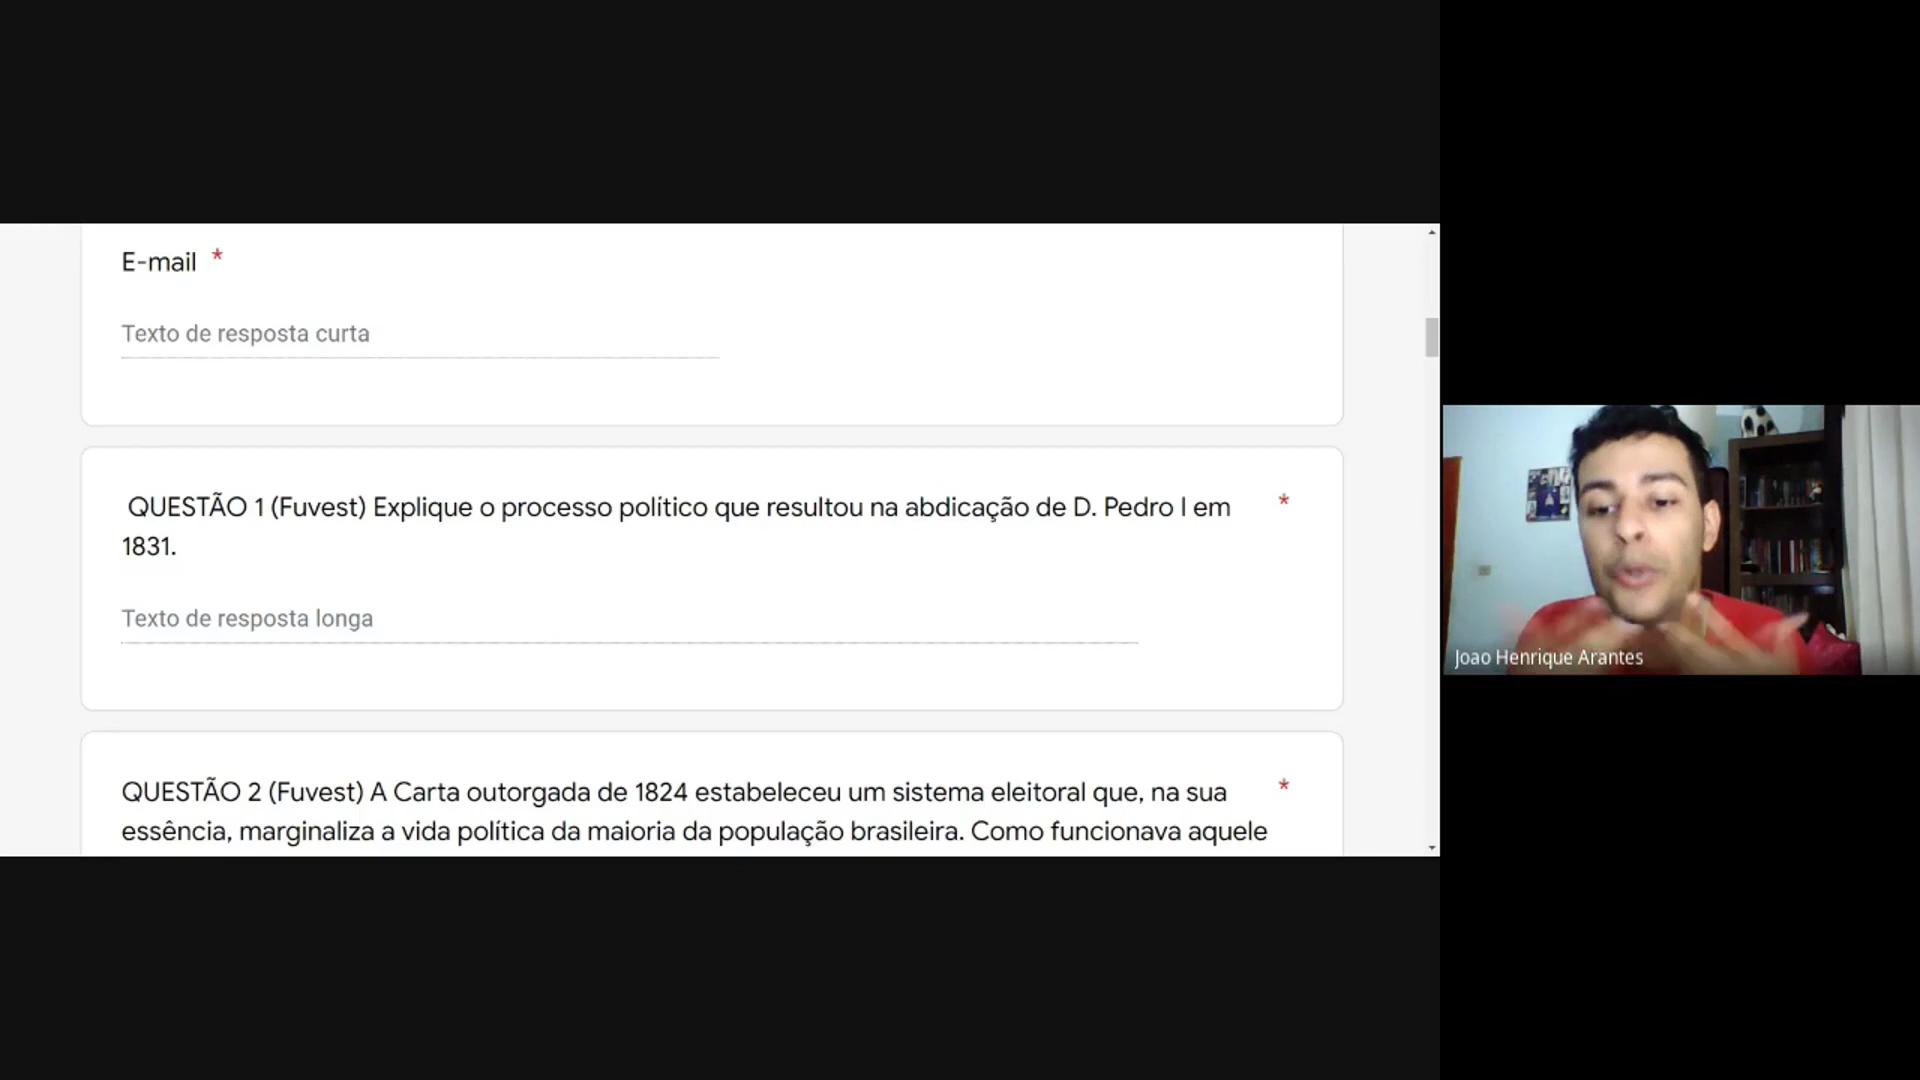 E-mail *
Texto de resposta curta
QUESTÃO 1 (Fuvest) Explique o processo político que resultou na abdicação de D. Pedro I em *
1831.
Texto de resposta longa
QUESTÃO 2 (Fuvest) A Carta outorgada de 1824 estabeleceu um sistema eleitoral que, na sua *
essência, marginaliza a vida política da maioria da população brasileira. Como funcionava aquele
Joao Henrique Arantes